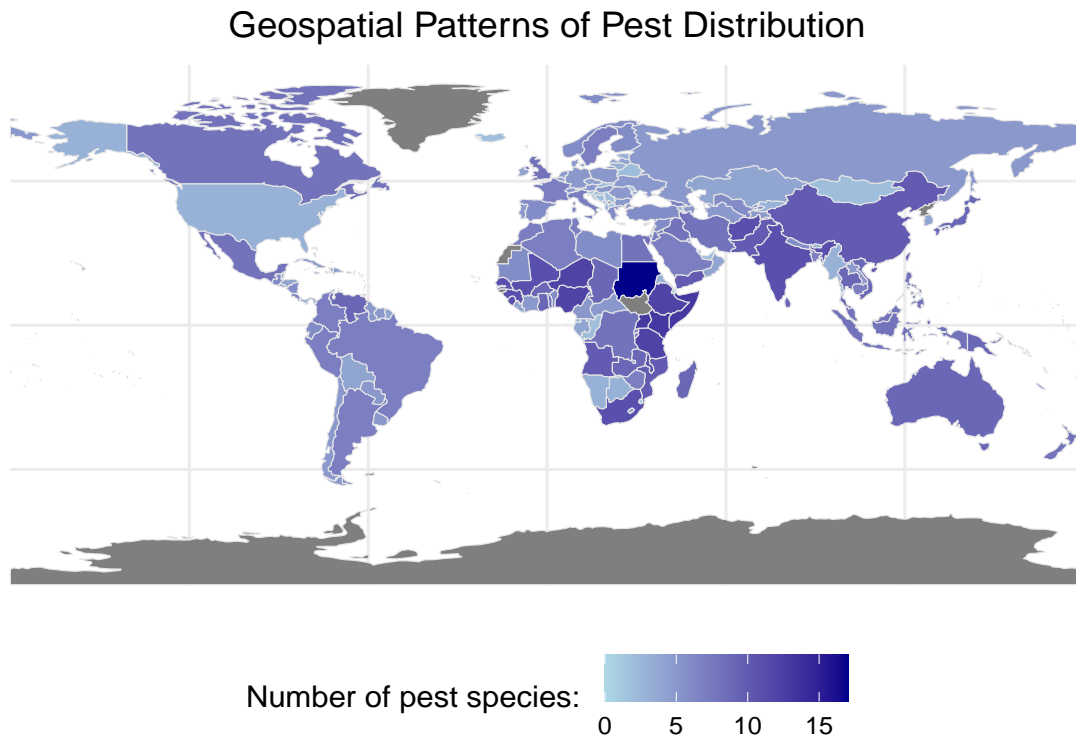 Geospatial Patterns of Pest Distribution
Number of pest species:
0 5 10 15